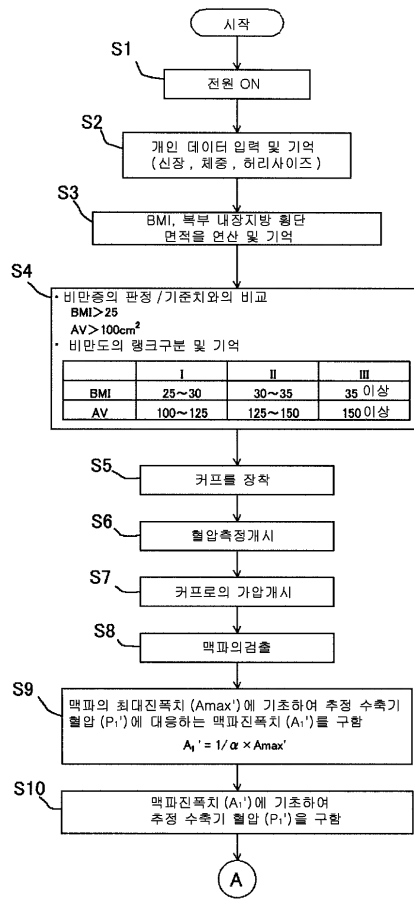 시작
S1
전원 ON
S2
개인 데이터 입력 및 기억
(신장, 체중, 허리사이즈)
S3
BMI, 복부 내장지방 횡단
면적을 연산 및 기억
S4
· 비만증의 판정/기준치와의 비교
BMI>25
AV>100cm²
· 비만도의 랭크구분 및 기억
I II III
BMI 25~30 30~35 35 이상
AV 100~125 125~150 150 이상
S5
커프를 장착
S6
혈압측정개시
S7
커프로의 가압개시
S8
맥파의검출
S9
맥파의 최대진폭치(Amax')에 기초하여 추정 수축기
혈압(P₁')에 대응하는 맥파진폭치(A₁')를 구함
A₁' = 1/α × Amax'
S10
맥파진폭치(A₁')에 기초하여
추정 수축기 혈압(P₁')을 구함
A